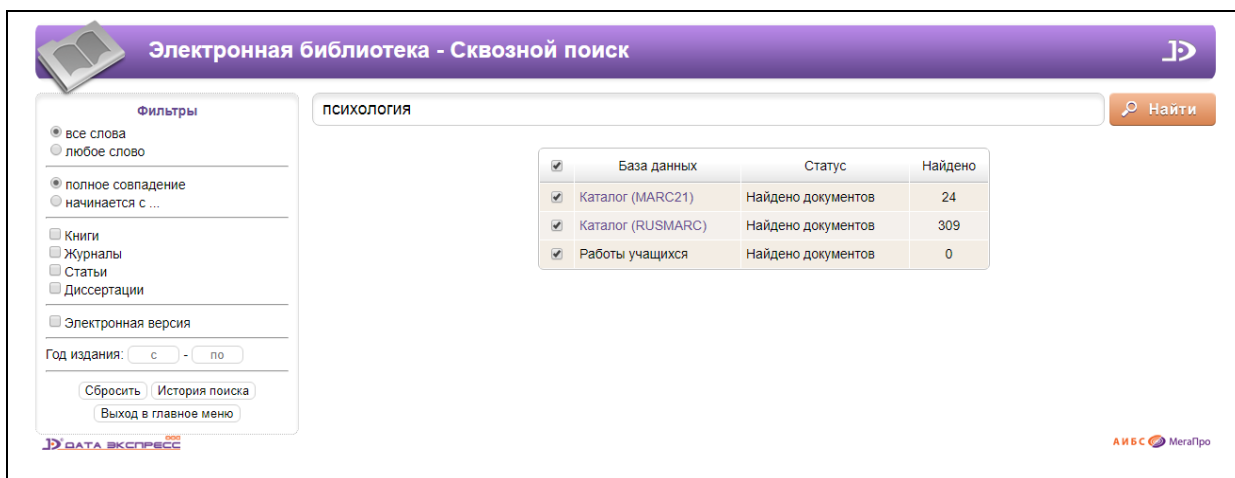 Электронная библиотека - Сквозной поиск
Фильтры
все слова
любое слово
полное совпадение
начинается с ...
Книги
Журналы
Статьи
Диссертации
Электронная версия
Год издания: с - по
Сбросить История поиска
Выход в главное меню
психология
Найти
База данных Статус Найдено
Каталог (MARC21) Найдено документов 24
Каталог (RUSMARC) Найдено документов 309
Работы учащихся Найдено документов 0
ООО
ДАТА ЭКСПРЕСС
АИБС МегаПро